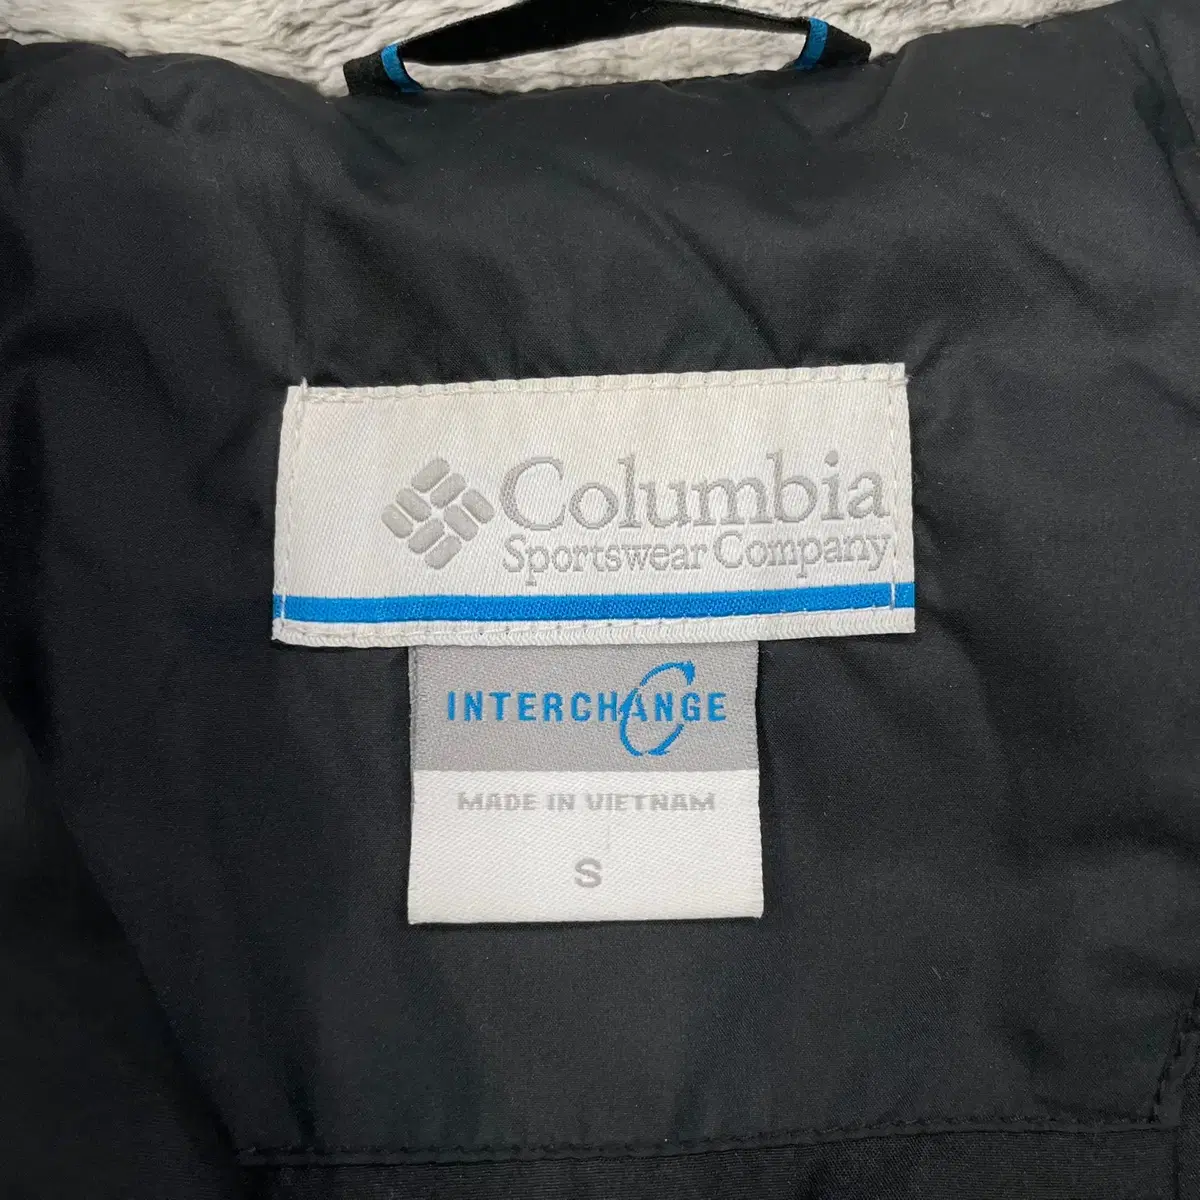 Columbia
Sportswear Company
INTERCHANGE
MADE IN VIETNAM
S